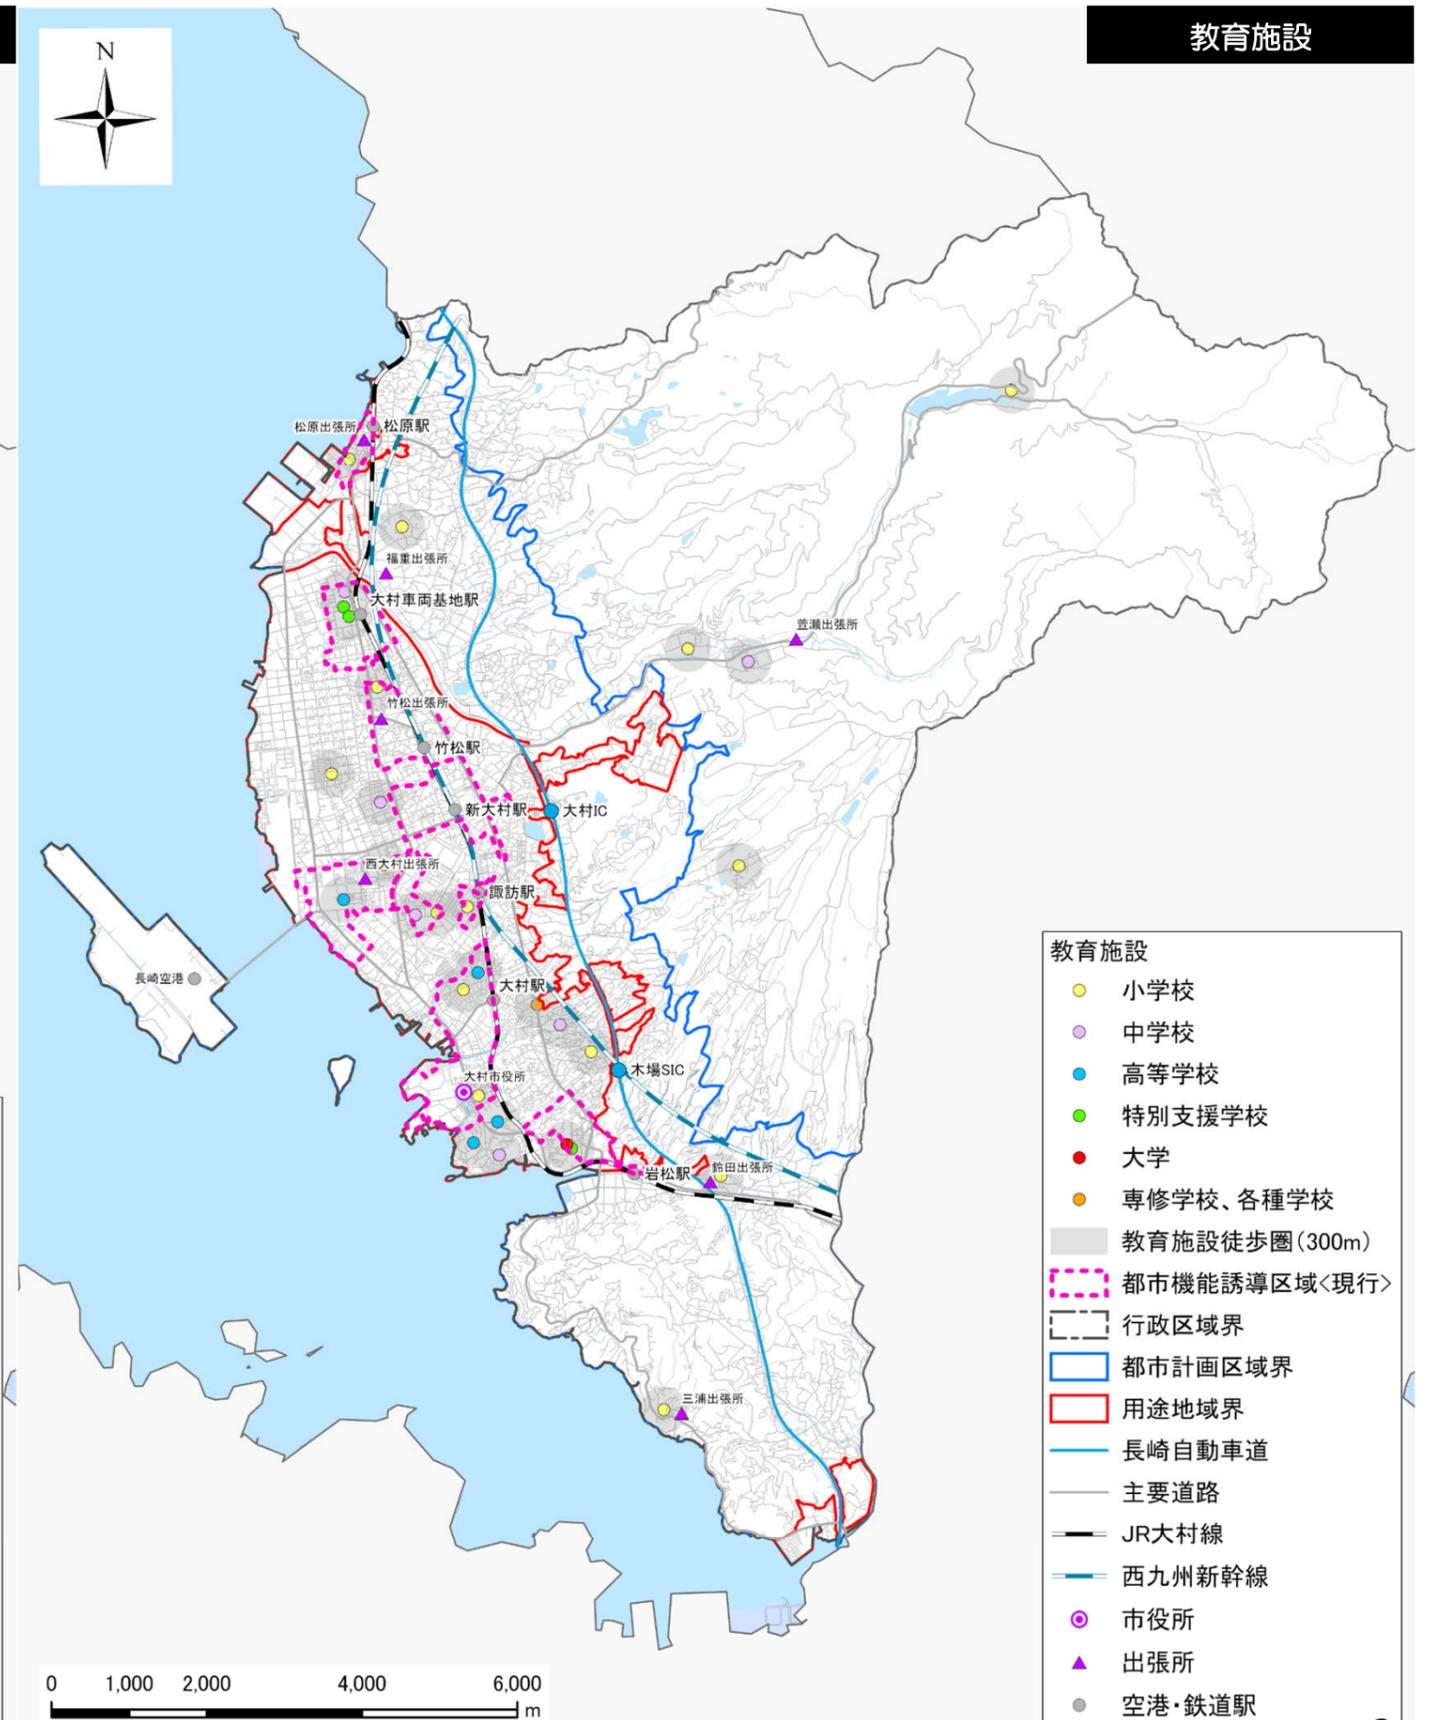 教育施設
N
松原出張所
松原駅
福重出張所
大村車両基地駅
萱瀬出張所
竹松出張所
竹松駅
新大村駅
大村IC
西大村出張所
諏訪駅
長崎空港
大村駅
木場SIC
大村市役所
鈴田出張所
岩松駅
三浦出張所
教育施設
小学校
中学校
高等学校
特別支援学校
大学
専修学校、各種学校
教育施設徒歩圏(300m)
都市機能誘導区域<現行>
行政区域界
都市計画区域界
用途地域界
長崎自動車道
主要道路
JR大村線
西九州新幹線
市役所
出張所
空港・鉄道駅
0 1,000 2,000 4,000 6,000
m